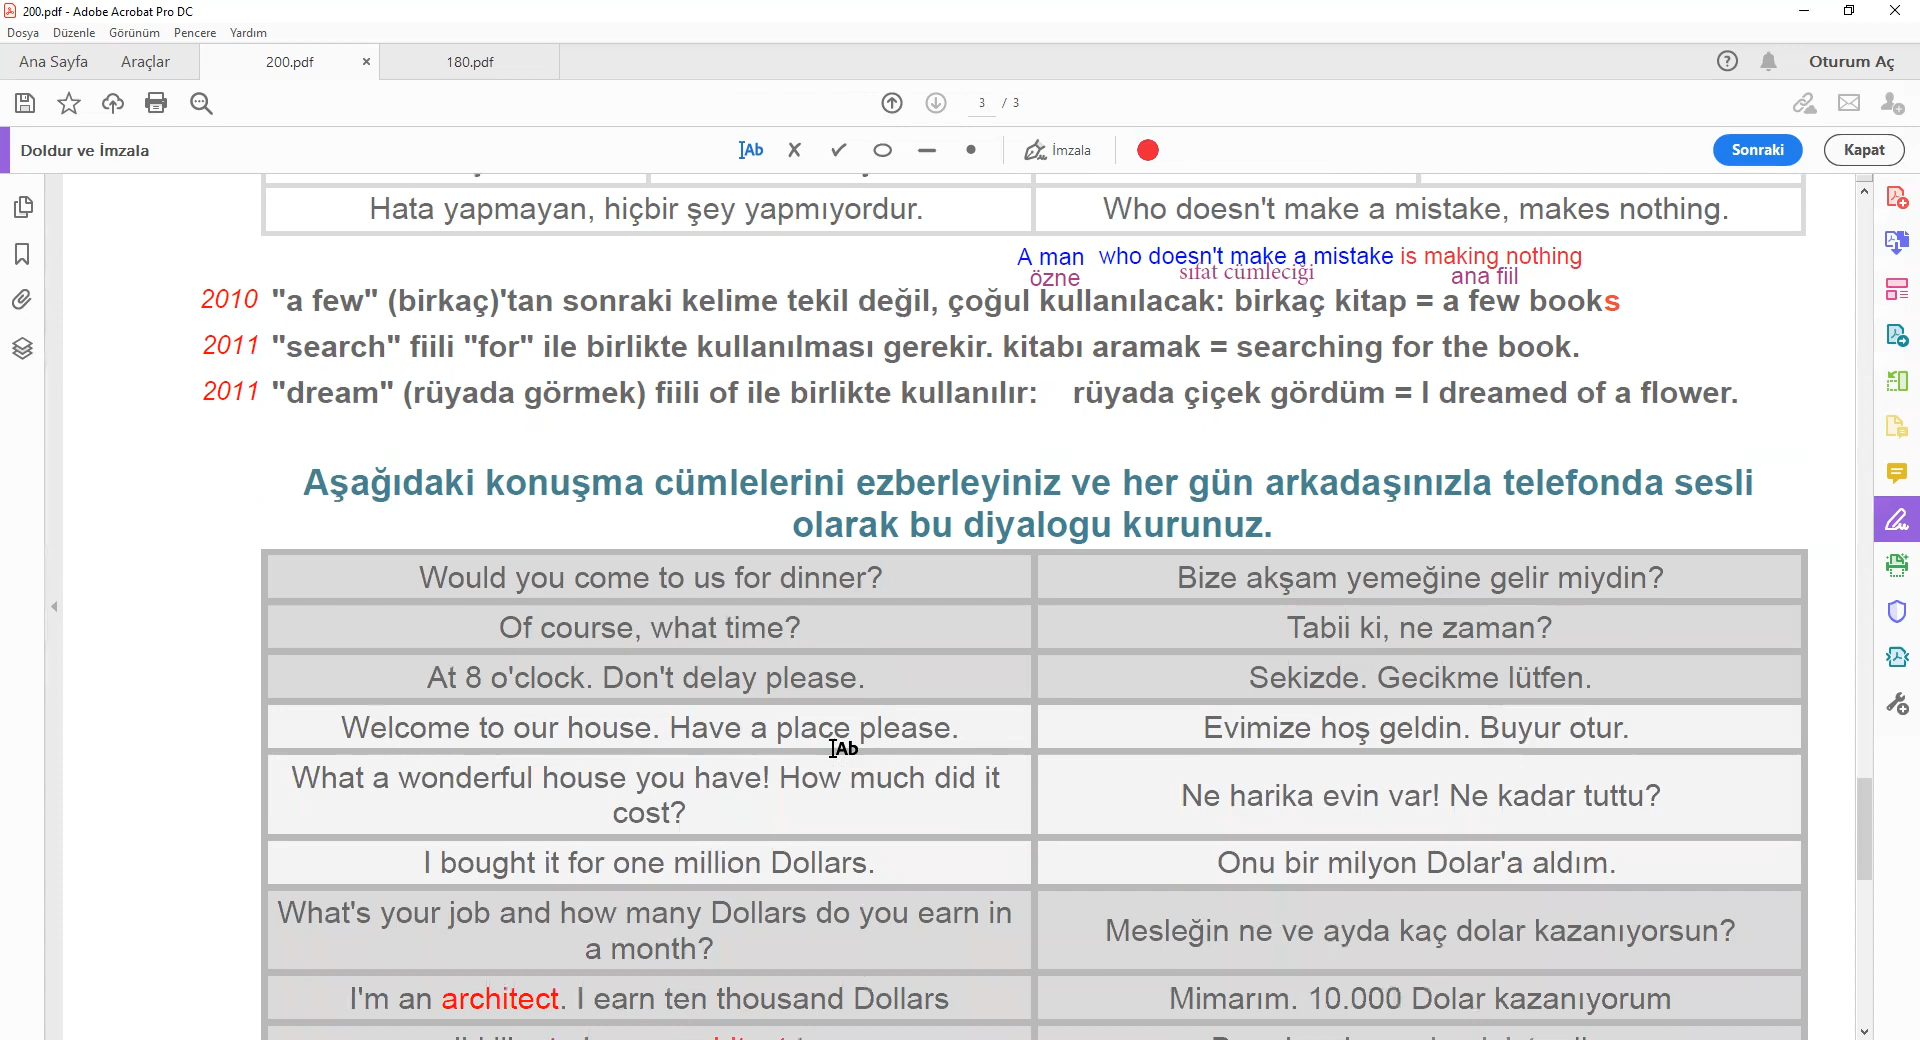 200.pdf - Adobe Acrobat Pro DC
Dosya Düzenle Görünüm Pencere Yardım
Ana Sayfa Araçlar 200.pdf × 180.pdf Oturum Aç
3 / 3
Doldur ve İmzala Ab İmzala Sonraki Kapat
Hata yapmayan, hiçbir şey yapmıyordur. Who doesn't make a mistake, makes nothing.
A man who doesn't make a mistake is making nothing
özne sıfat cümleciği ana fiil
2010 "a few" (birkaç)'tan sonraki kelime tekil değil, çoğul kullanılacak: birkaç kitap = a few books
2011 "search" fiili "for" ile birlikte kullanılması gerekir. kitabı aramak = searching for the book.
2011 "dream" (rüyada görmek) fiili of ile birlikte kullanılır: rüyada çiçek gördüm = I dreamed of a flower.
Aşağıdaki konuşma cümlelerini ezberleyiniz ve her gün arkadaşınızla telefonda sesli
olarak bu diyalogu kurunuz.
Would you come to us for dinner? Bize akşam yemeğine gelir miydin?
Of course, what time? Tabii ki, ne zaman?
At 8 o'clock. Don't delay please. Sekizde. Gecikme lütfen.
Welcome to our house. Have a place please. Evimize hoş geldin. Buyur otur.
Ab
What a wonderful house you have! How much did it
cost? Ne harika evin var! Ne kadar tuttu?
I bought it for one million Dollars. Onu bir milyon Dolar'a aldım.
What's your job and how many Dollars do you earn in
a month? Mesleğin ne ve ayda kaç dolar kazanıyorsun?
I'm an architect. I earn ten thousand Dollars Mimarım. 10.000 Dolar kazanıyorum